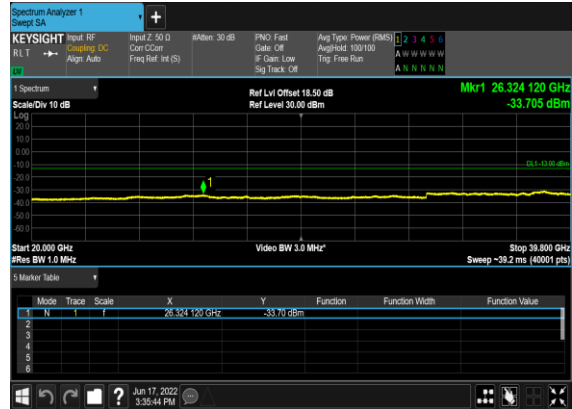 Spectrum Analyzer 1
Swept SA
+
KEYSIGHT
RLT
Input: RF
Coupling: DC
Align: Auto
Input Z: 50 Ω
Corr CCorr
Freq Ref: Int (S)
#Atten: 30 dB
PNO: Fast
Gate: Off
IF Gain: Low
Sig Track: Off
Avg Type: Power (RMS)
Avg|Hold: 100/100
Trig: Free Run
1 2 3 4 5 6
A W W W W W
A N N N N N
1 Spectrum
Scale/Div 10 dB
Ref Lvl Offset 18.50 dB
Ref Level 30.00 dBm
Mkr1 26.324 120 GHz
-33.705 dBm
Log
20.0
10.0
0.00
-10.0
-20.0
-30.0
-40.0
-50.0
-60.0
DL1 -13.00 dBm
1
Start 20.000 GHz
#Res BW 1.0 MHz
Video BW 3.0 MHz*
Stop 39.800 GHz
Sweep ~39.2 ms (40001 pts)
5 Marker Table
Mode Trace Scale X Y Function Function Width Function Value
1 N 1 f 26.324 120 GHz -33.70 dBm
2
3
4
5
6
?
Jun 17, 2022
3:35:44 PM